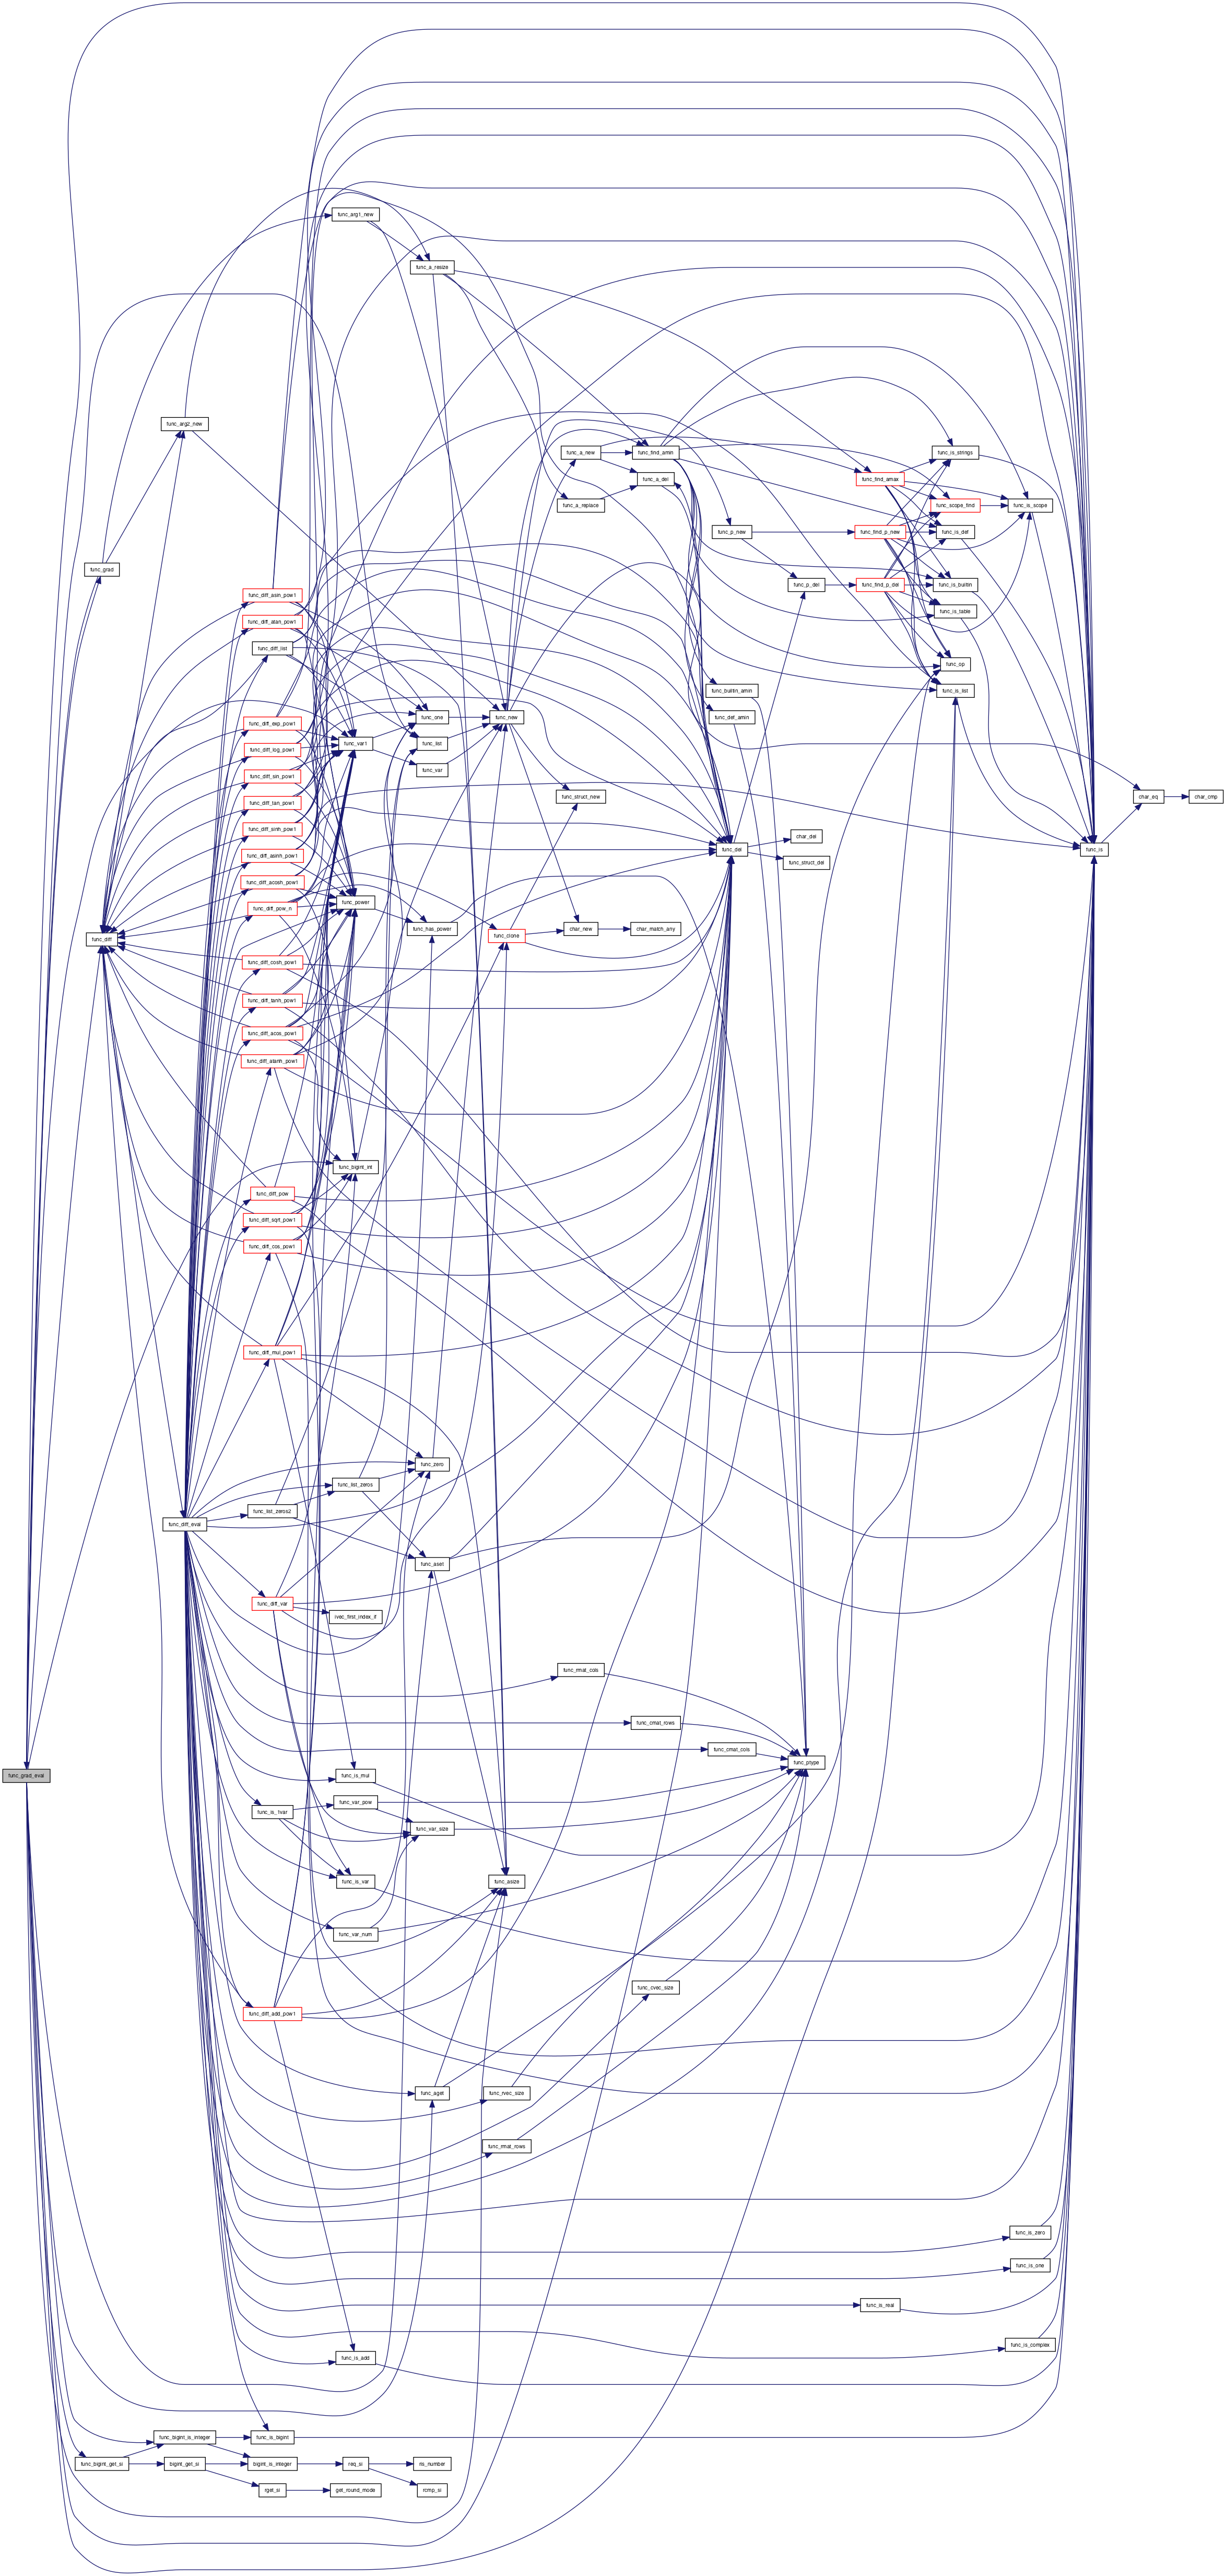 func_arg1_new
func_a_resize
func_arg2_new
func_a_new
func_find_amin
func_is_strings
func_a_del
func_find_amax
func_a_replace
func_scope_find
func_is_scope
func_p_new
func_find_p_new
func_is_def
func_grad
func_p_del
func_find_p_del
func_is_builtin
func_diff_asin_pow1
func_is_table
func_diff_atan_pow1
func_diff_list
func_op
func_builtin_amin
func_is_list
func_diff_exp_pow1
func_one
func_new
func_def_amin
func_diff_log_pow1
func_var1
func_list
func_diff_sin_pow1
func_var
func_diff_tan_pow1
func_struct_new
char_eq
char_cmp
func_diff_sinh_pow1
char_del
func_diff_asinh_pow1
func_del
func_is
func_struct_del
func_diff_acosh_pow1
func_diff_pow_n
func_power
func_has_power
char_new
char_match_any
func_diff
func_clone
func_diff_cosh_pow1
func_diff_tanh_pow1
func_diff_acos_pow1
func_diff_atanh_pow1
func_bigint_int
func_diff_pow
func_diff_sqrt_pow1
func_diff_cos_pow1
func_diff_mul_pow1
func_zero
func_list_zeros
func_list_zeros2
func_diff_eval
func_aset
func_diff_var
ivec_first_index_if
func_rmat_cols
func_cmat_rows
func_cmat_cols
func_ptype
func_grad_eval
func_is_mul
func_var_pow
func_is_1var
func_var_size
func_is_var
func_asize
func_var_num
func_cvec_size
func_diff_add_pow1
func_aget
func_rvec_size
func_rmat_rows
func_is_zero
func_is_one
func_is_real
func_is_complex
func_is_add
func_bigint_is_integer
func_is_bigint
func_bigint_get_si
bigint_get_si
bigint_is_integer
req_si
ris_number
rget_si
get_round_mode
rcmp_si